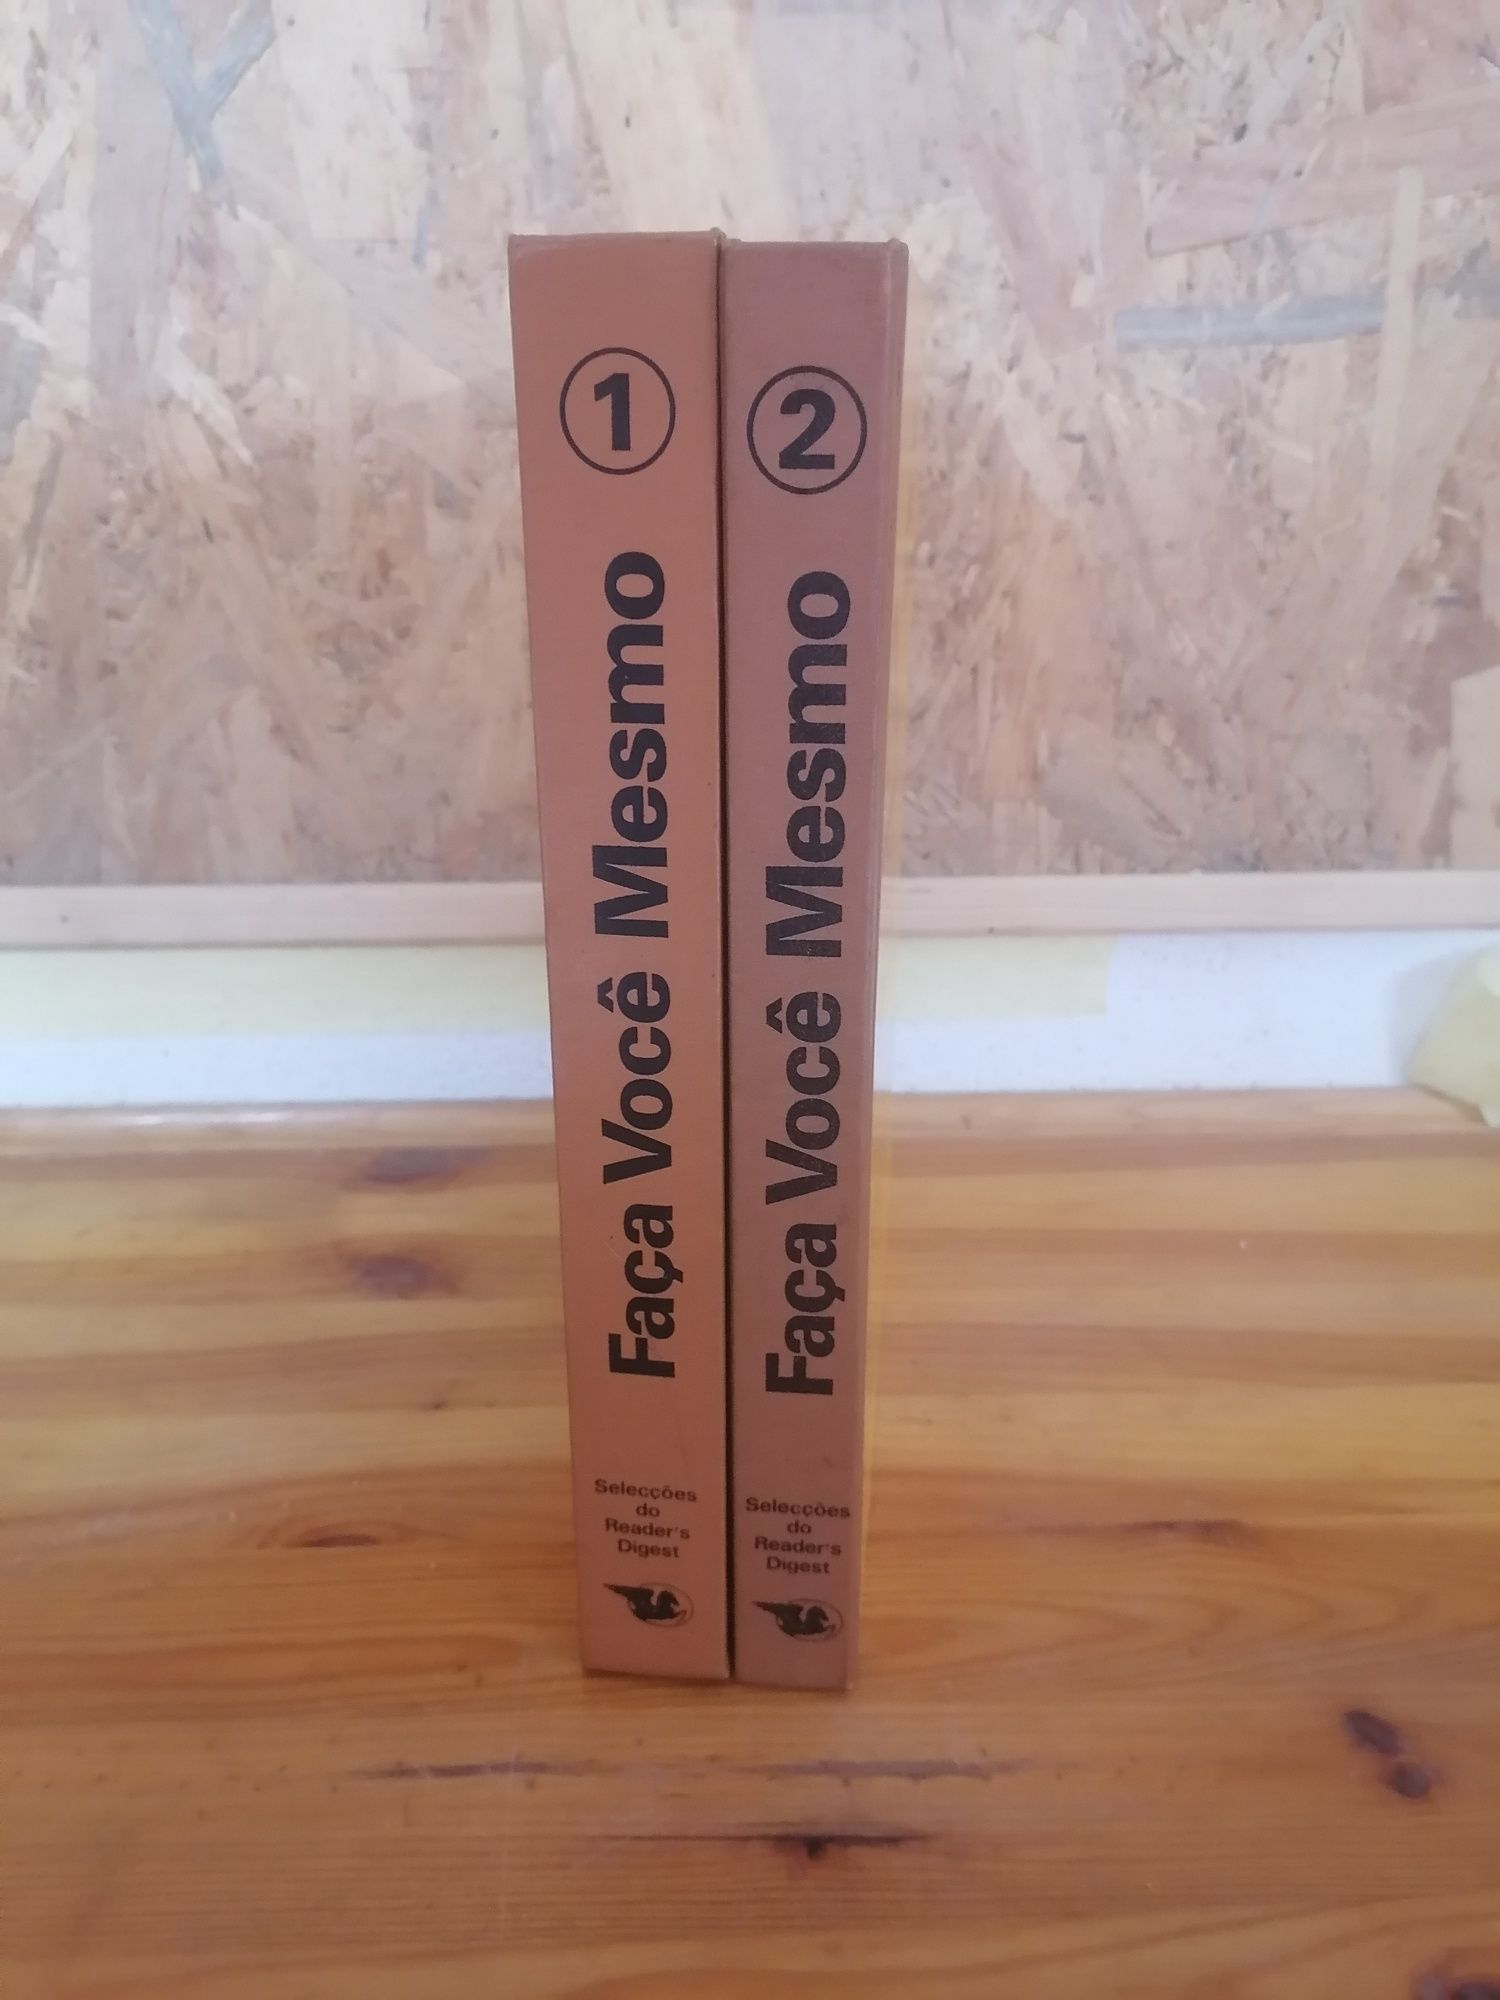 1
Faça Você Mesmo
Selecções
do
Reader's
Digest
2
Faça Você Mesmo
Selecções
do
Reader's
Digest